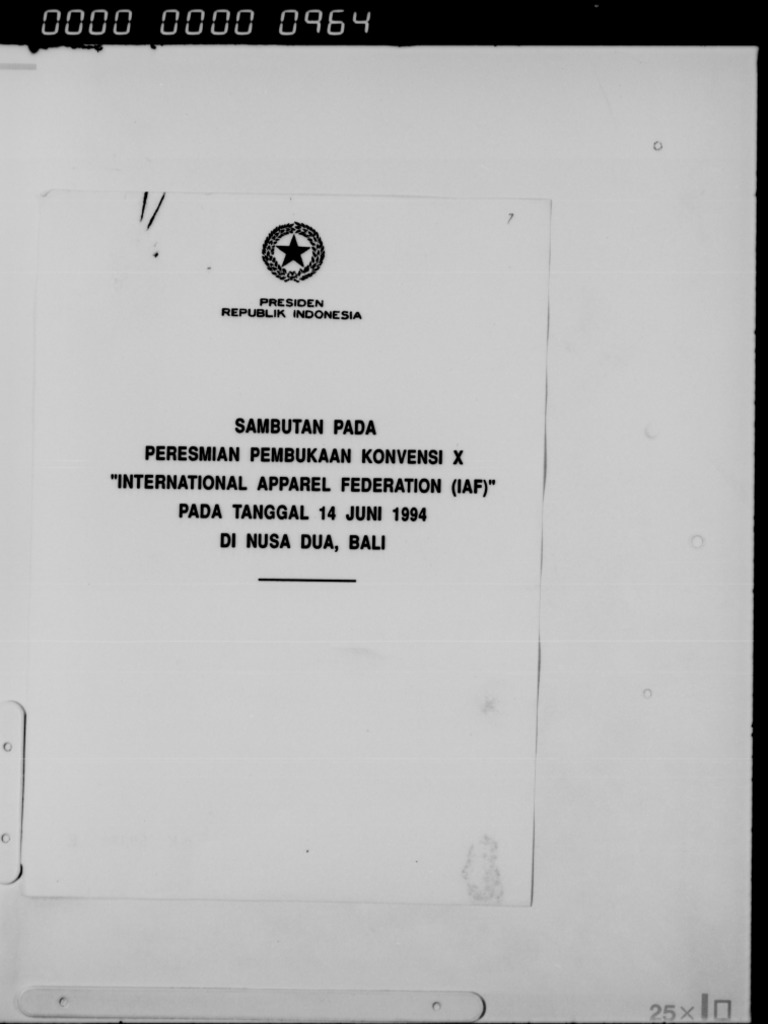 0000 0000 0964
7
PRESIDEN
REPUBLIK INDONESIA
SAMBUTAN PADA
PERESMIAN PEMBUKAAN KONVENSI X
"INTERNATIONAL APPAREL FEDERATION (IAF)"
PADA TANGGAL 14 JUNI 1994
DI NUSA DUA, BALI
25×